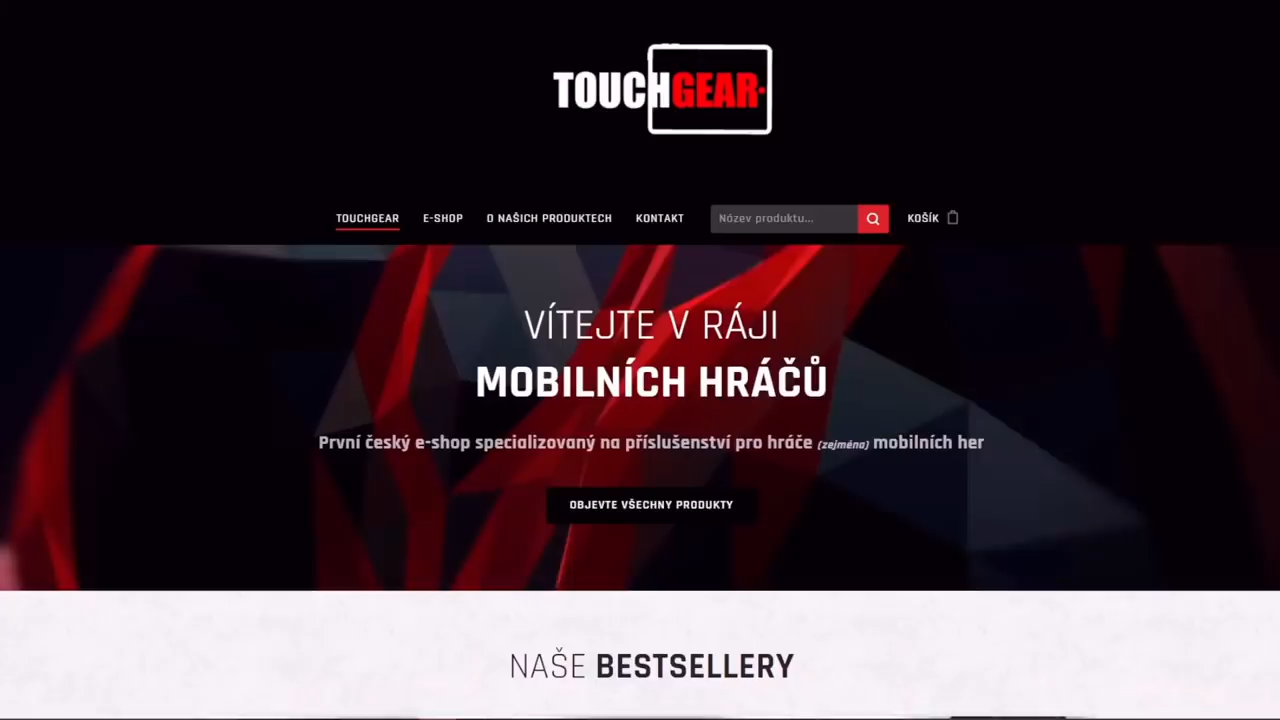 TOUCHGEAR
TOUCHGEAR E-SHOP O NAŠICH PRODUKTECH KONTAKT Název produktu... KOŠÍK
VÍTEJTE V RÁJI
MOBILNÍCH HRÁČŮ
První český e-shop specializovaný na příslušenství pro hráče (zejména) mobilních her
OBJEVTE VŠECHNY PRODUKTY
NAŠE BESTSELLERY